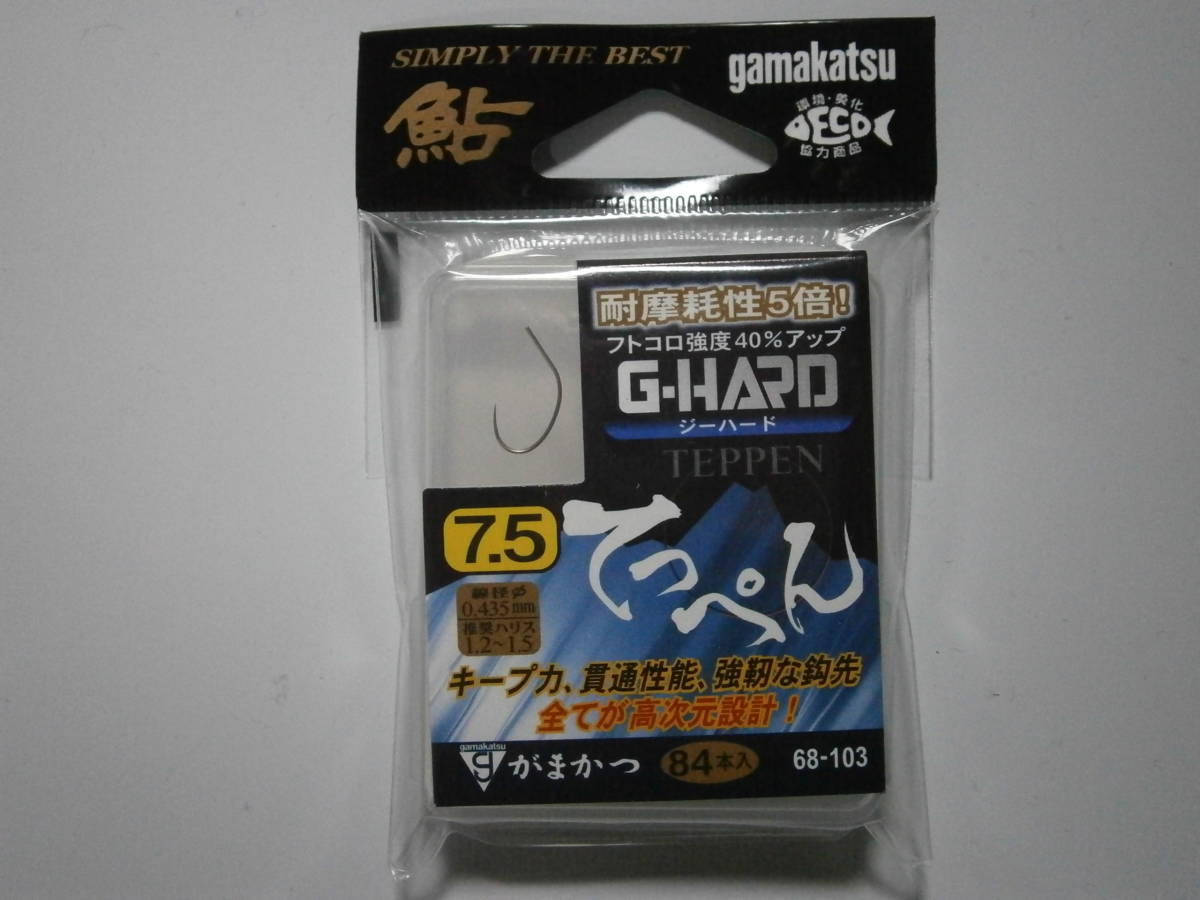 SIMPLY THE BEST
鮎
gamakatsu
環境・美化
ECO
協力商品
耐摩耗性5倍!
フトコロ強度40%アップ
G-HARD
ジーハード
TEPPEN
てっぺん
7.5
線径φ
0.435mm
推奨ハリス
1.2~1.5
キープ力、貫通性能、強靭な鈎先
全てが高次元設計!
gamakatsu
g
がまかつ
84本入
68-103